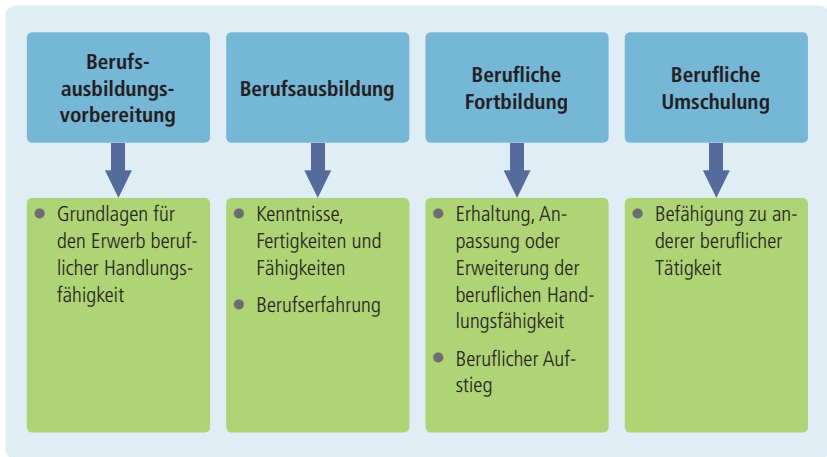 Berufs-
ausbildungs-
vorbereitung
Berufsausbildung
Berufliche
Fortbildung
Berufliche
Umschulung
Grundlagen für
den Erwerb beruf-
licher Handlungs-
fähigkeit
Kenntnisse,
Fertigkeiten und
Fähigkeiten
Berufserfahrung
Erhaltung, An-
passung oder
Erweiterung der
beruflichen Hand-
lungsfähigkeit
Beruflicher Auf-
stieg
Befähigung zu an-
derer beruflicher
Tätigkeit